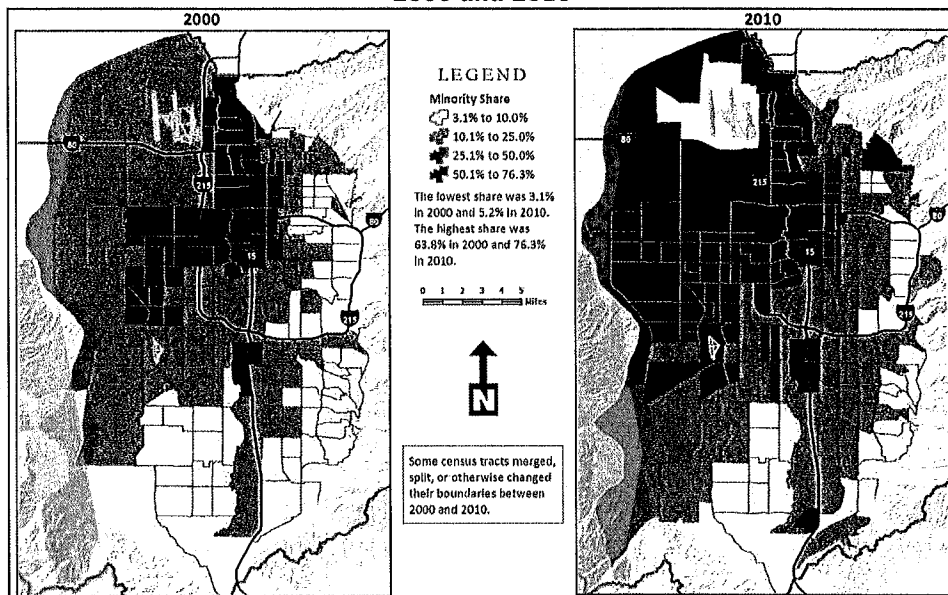 2000
2010
LEGEND
Minority Share
3.1% to 10.0%
10.1% to 25.0%
25.1% to 50.0%
50.1% to 76.3%
The lowest share was 3.1%
in 2000 and 5.2% in 2010.
The highest share was
63.8% in 2000 and 76.3%
in 2010.
0 1 2 3 4 5
Miles
N
Some census tracts merged,
split, or otherwise changed
their boundaries between
2000 and 2010.
80
215
15
80
215
80
215
15
80
215